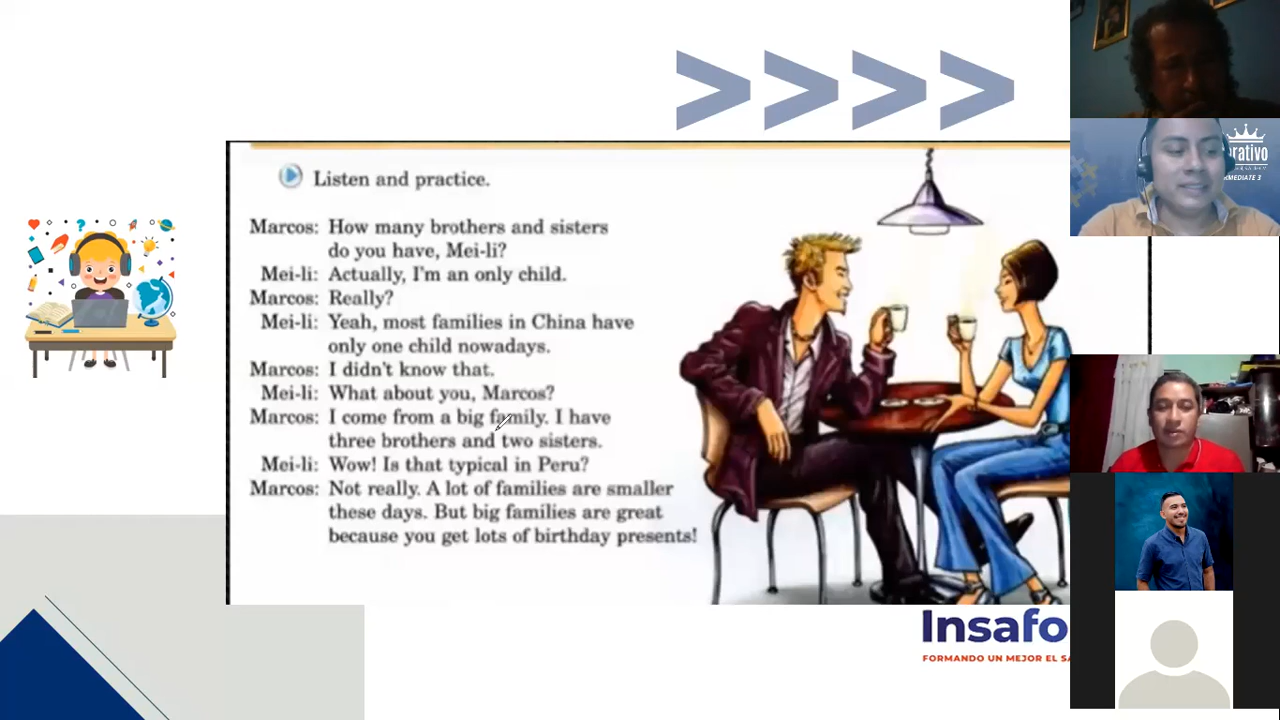 Listen and practice.
Marcos: How many brothers and sisters
do you have, Mei-li?
Mei-li: Actually, I'm an only child.
Marcos: Really?
Mei-li: Yeah, most families in China have
only one child nowadays.
Marcos: I didn't know that.
Mei-li: What about you, Marcos?
Marcos: I come from a big family. I have
three brothers and two sisters.
Mei-li: Wow! Is that typical in Peru?
Marcos: Not really. A lot of families are smaller
these days. But big families are great
because you get lots of birthday presents!
Insafo
FORMANDO UN MEJOR EL SA
rativo
RMEDIATE 3